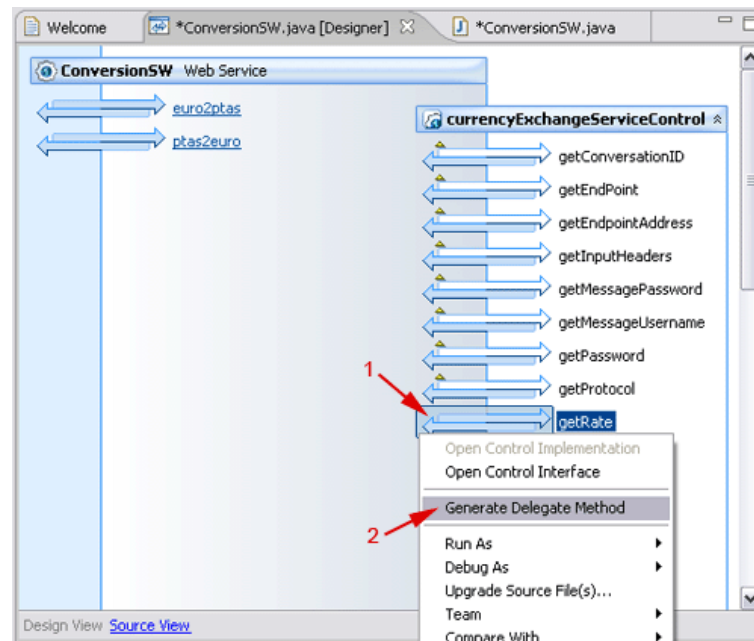 Welcome
*ConversionSW.java [Designer]
*ConversionSW.java
ConversionSW Web Service
euro2ptas
ptas2euro
currencyExchangeServiceControl
getConversationID
getEndPoint
getEndpointAddress
getInputHeaders
getMessagePassword
getMessageUsername
getPassword
getProtocol
1
getRate
Open Control Implementation
Open Control Interface
Generate Delegate Method
2
Run As
Debug As
Upgrade Source File(s)...
Team
Compare With
Design View Source View